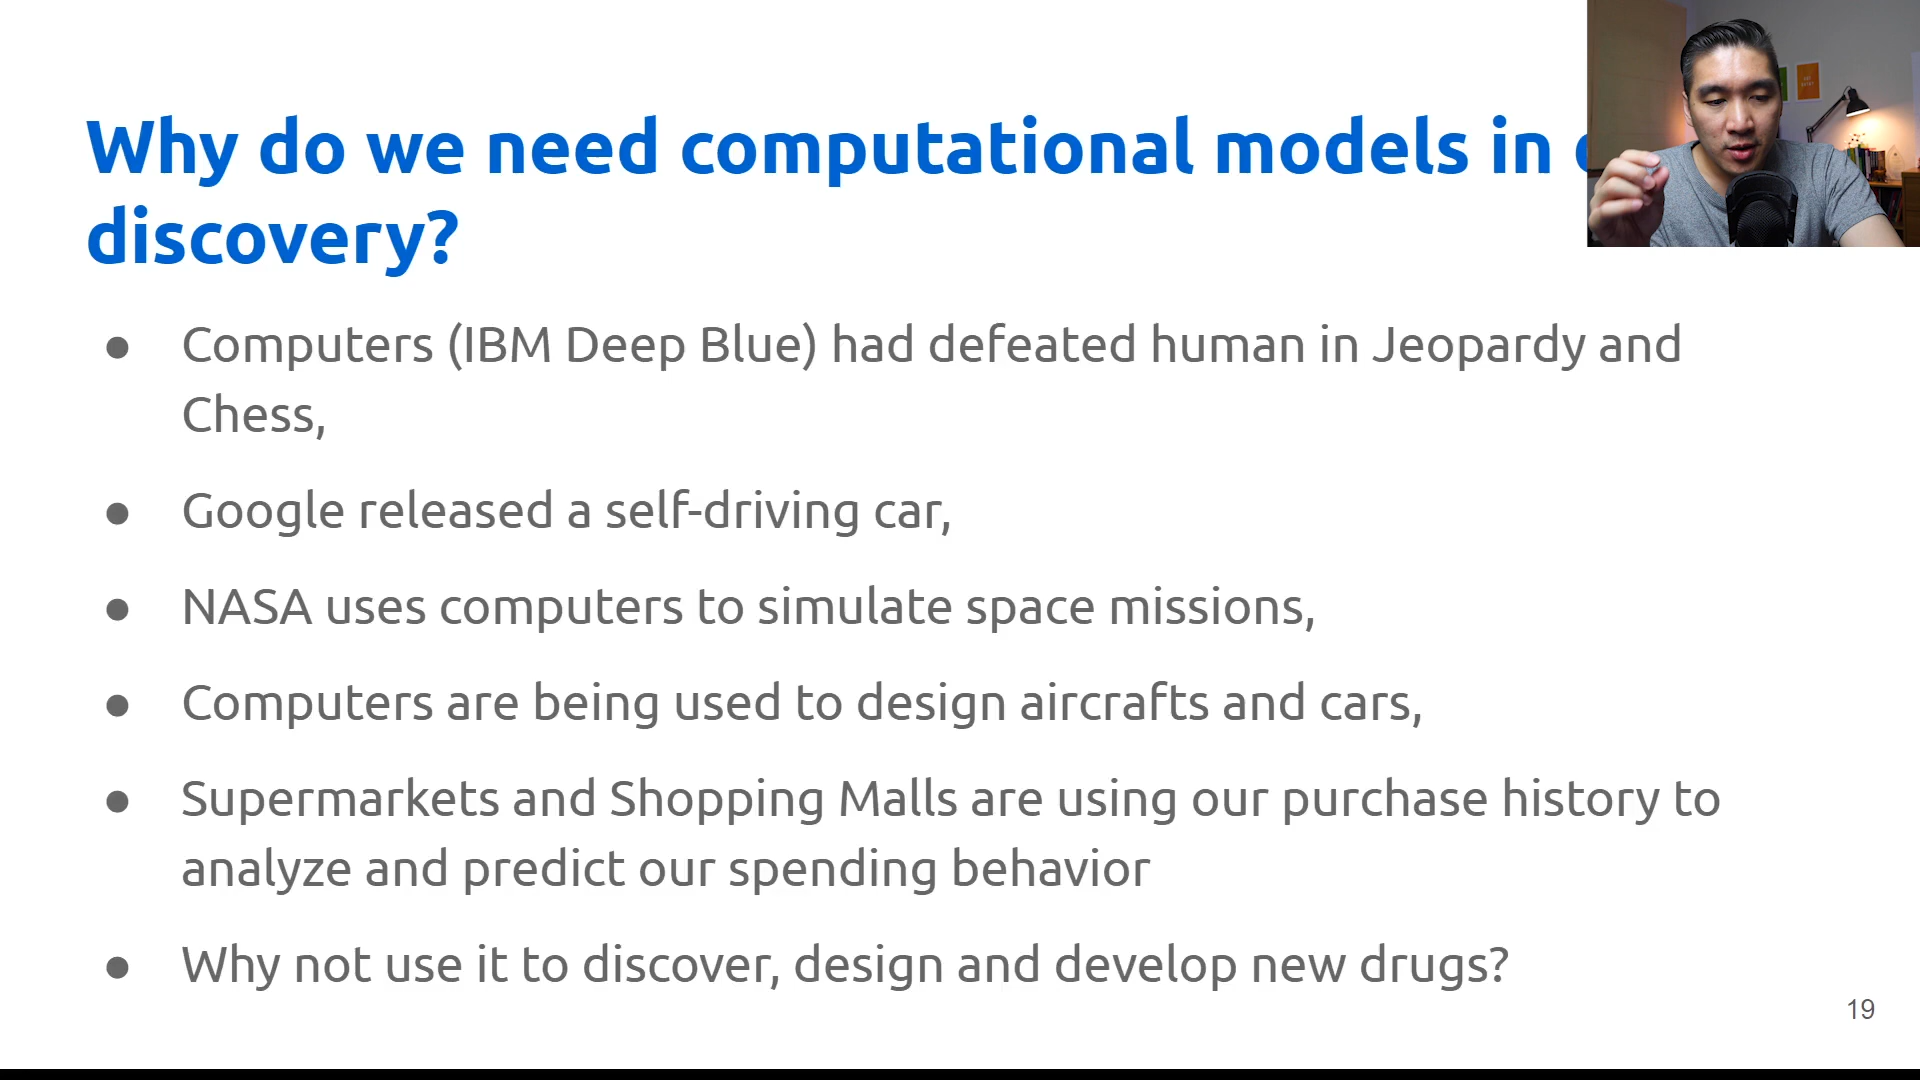 Why do we need computational models in
discovery?
● Computers (IBM Deep Blue) had defeated human in Jeopardy and
Chess,
● Google released a self-driving car,
● NASA uses computers to simulate space missions,
● Computers are being used to design aircrafts and cars,
● Supermarkets and Shopping Malls are using our purchase history to
analyze and predict our spending behavior
● Why not use it to discover, design and develop new drugs?
19